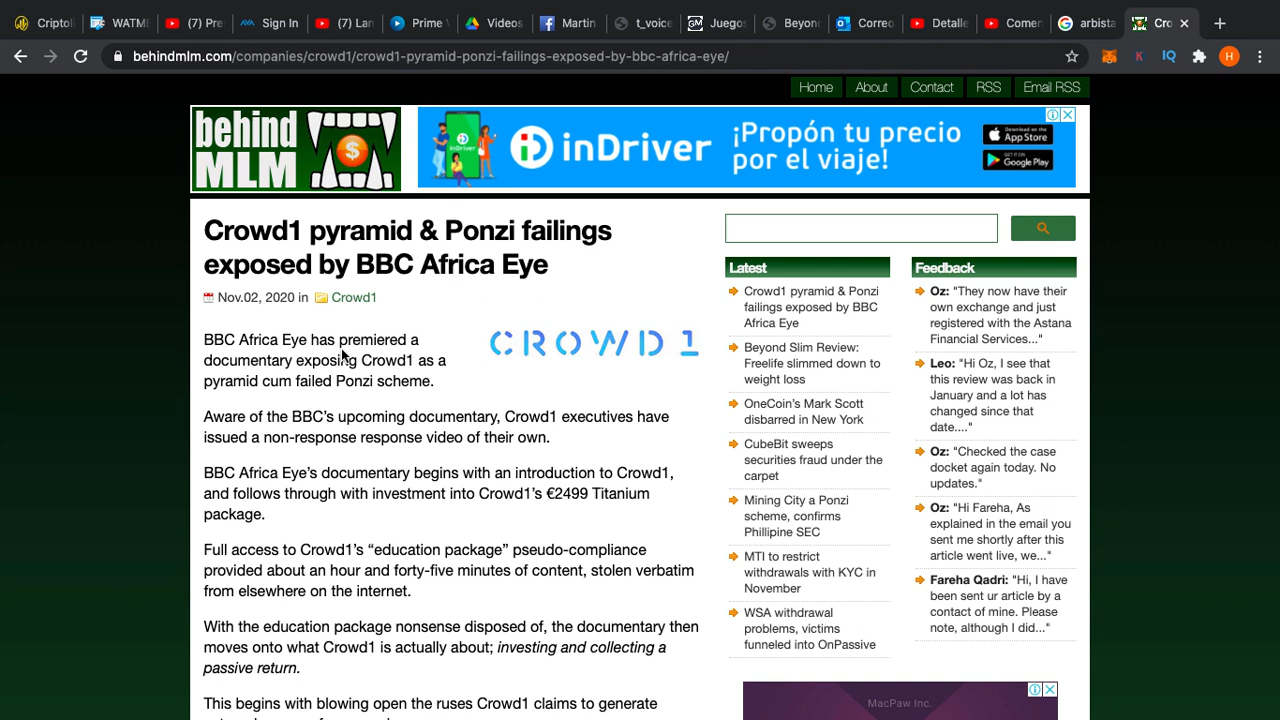 Criptoli
WATME
(7) Pre
Sign In
(7) Lan
Prime V
Videos
Martin
t_voice
Juegos
Beyon
Correo
Detalle
Comen
arbista
Cro
behindmlm.com/companies/crowd1/crowd1-pyramid-ponzi-failings-exposed-by-bbc-africa-eye/
Home About Contact RSS Email RSS
behind
MLM
inDriver
¡Propón tu precio
por el viaje!
Download on the
App Store
GET IT ON
Google Play
Crowd1 pyramid & Ponzi failings
exposed by BBC Africa Eye
Nov.02, 2020 in Crowd1
CROWD1
BBC Africa Eye has premiered a
documentary exposing Crowd1 as a
pyramid cum failed Ponzi scheme.
Aware of the BBC's upcoming documentary, Crowd1 executives have
issued a non-response response video of their own.
BBC Africa Eye's documentary begins with an introduction to Crowd1,
and follows through with investment into Crowd1's €2499 Titanium
package.
Full access to Crowd1's “education package” pseudo-compliance
provided about an hour and forty-five minutes of content, stolen verbatim
from elsewhere on the internet.
With the education package nonsense disposed of, the documentary then
moves onto what Crowd1 is actually about; investing and collecting a
passive return.
This begins with blowing open the ruses Crowd1 claims to generate
Latest
Crowd1 pyramid & Ponzi
failings exposed by BBC
Africa Eye
Beyond Slim Review:
Freelife slimmed down to
weight loss
OneCoin's Mark Scott
disbarred in New York
CubeBit sweeps
securities fraud under the
carpet
Mining City a Ponzi
scheme, confirms
Phillipine SEC
MTI to restrict
withdrawals with KYC in
November
WSA withdrawal
problems, victims
funneled into OnPassive
Feedback
Oz: "They now have their
own exchange and just
registered with the Astana
Financial Services..."
Leo: "Hi Oz, I see that
this review was back in
January and a lot has
changed since that
date...."
Oz: "Checked the case
docket again today. No
updates."
Oz: "Hi Fareha, As
explained in the email you
sent me shortly after this
article went live, we..."
Fareha Qadri: "Hi, I have
been sent ur article by a
contact of mine. Please
note, although I did..."
MacPaw Inc.